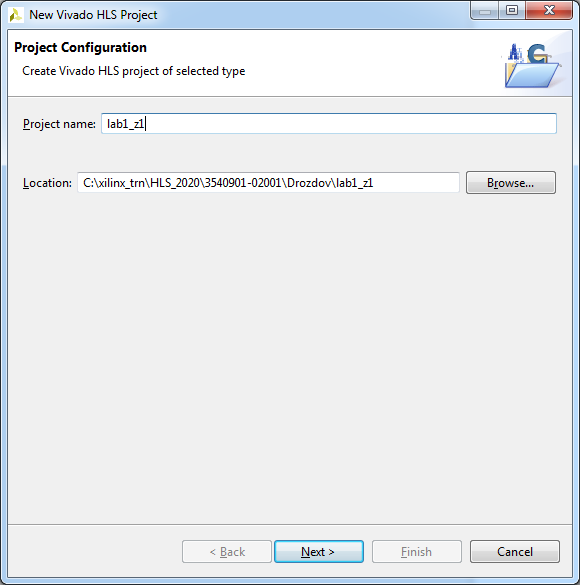 New Vivado HLS Project
Project Configuration
Create Vivado HLS project of selected type
Project name: lab1_z1
Location: C:\xilinx_trn\HLS_2020\3540901-02001\Drozdov\lab1_z1 Browse...
< Back Next > Finish Cancel